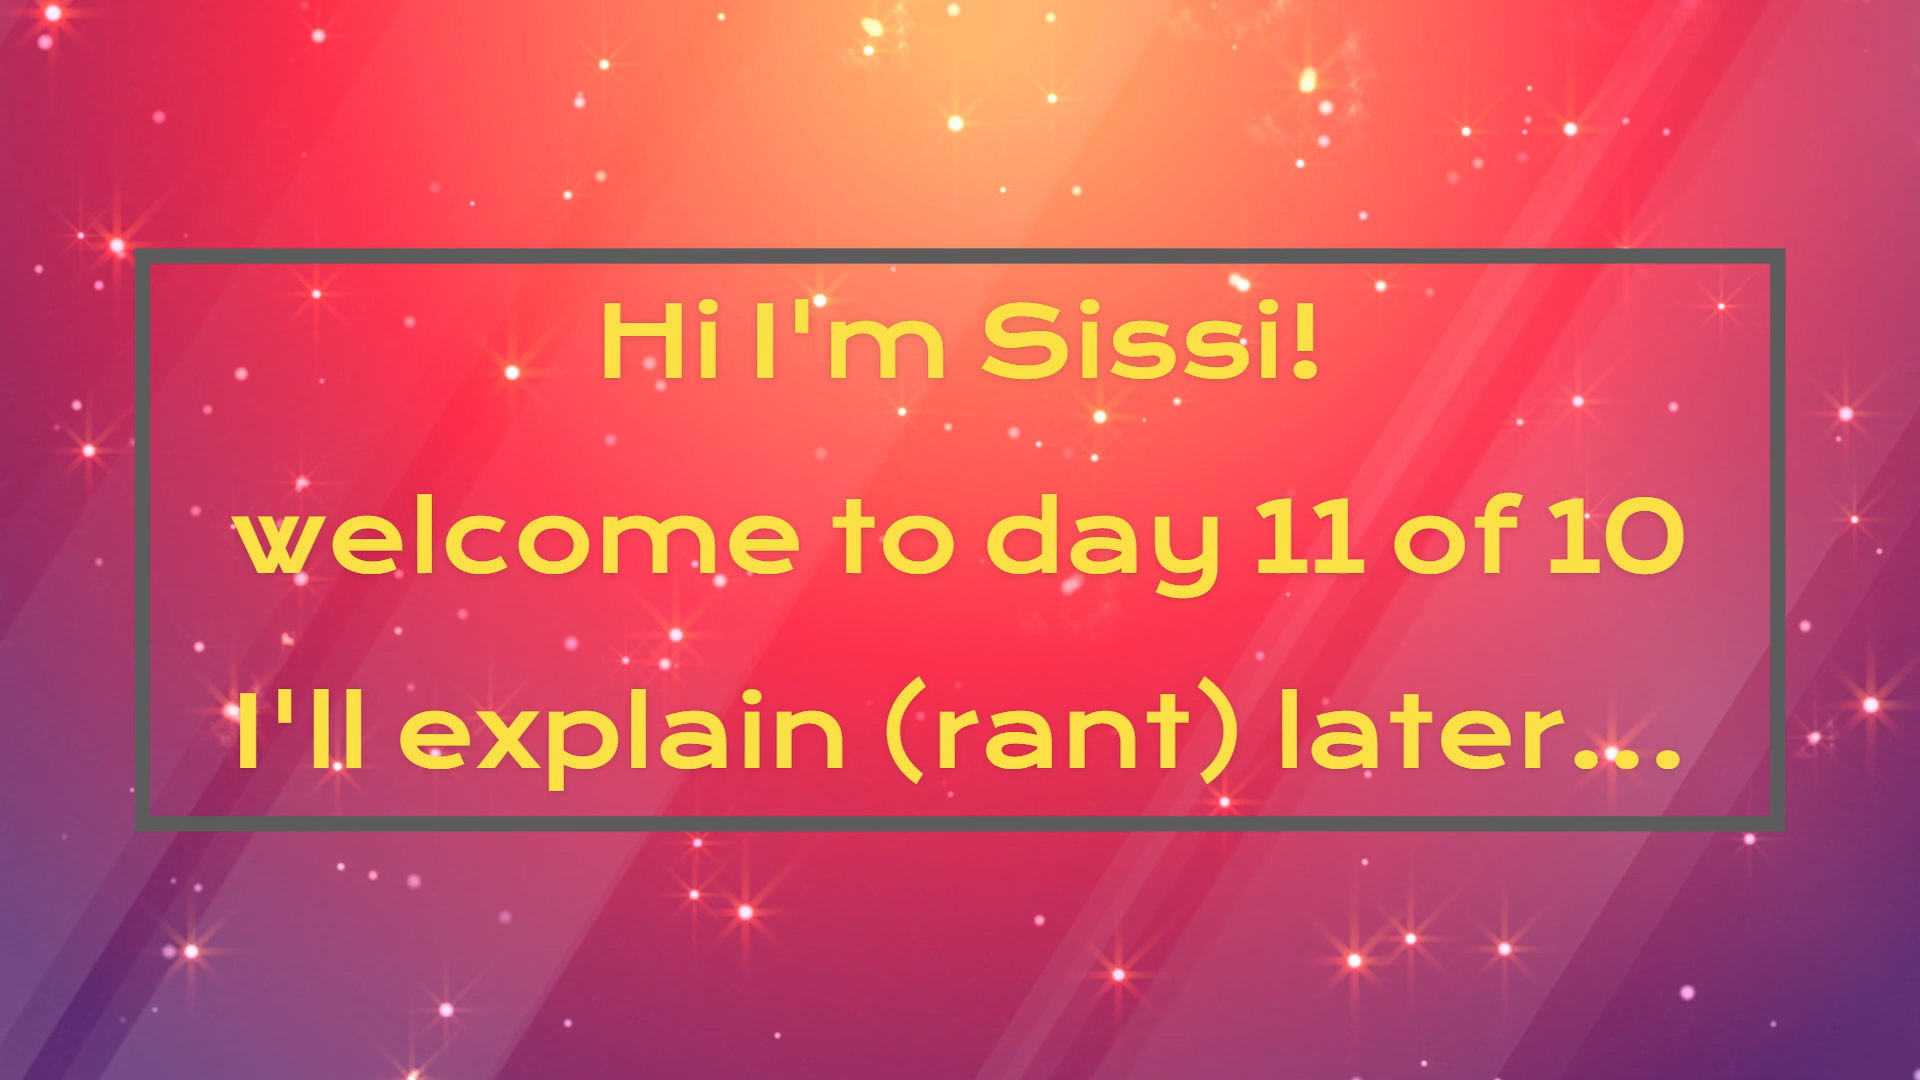 Hi I'm Sissi!
welcome to day 11 of 10
I'll explain (rant) later...